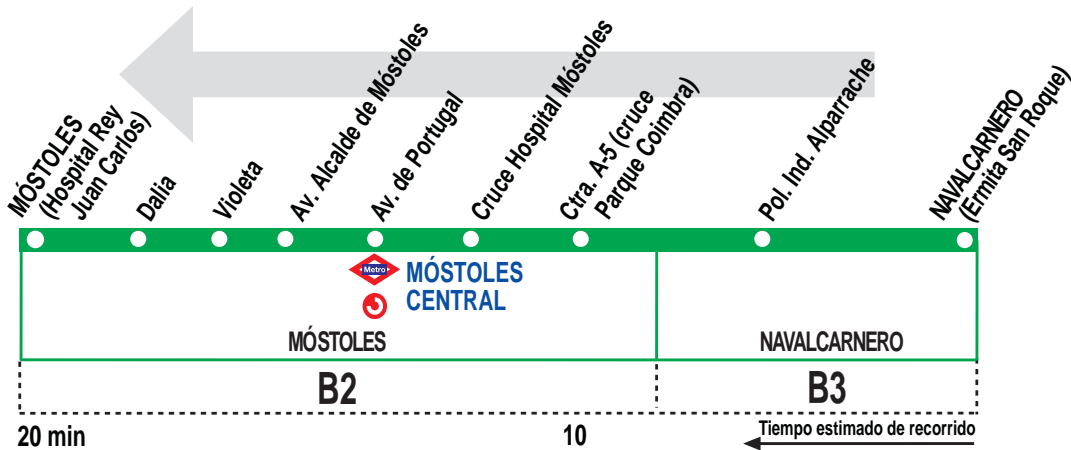 MÓSTOLES
(Hospital Rey
Juan Carlos)
Dalia
Violeta
Av. Alcalde de Móstoles
Av. de Portugal
Cruce Hospital Móstoles
Ctra. A-5 (cruce
Parque Coimbra)
Pol. Ind. Alparrache
NAVALCARNERO
(Ermita San Roque)
Metro
MÓSTOLES
CENTRAL
MÓSTOLES
NAVALCARNERO
B2
B3
20 min
10
Tiempo estimado de recorrido